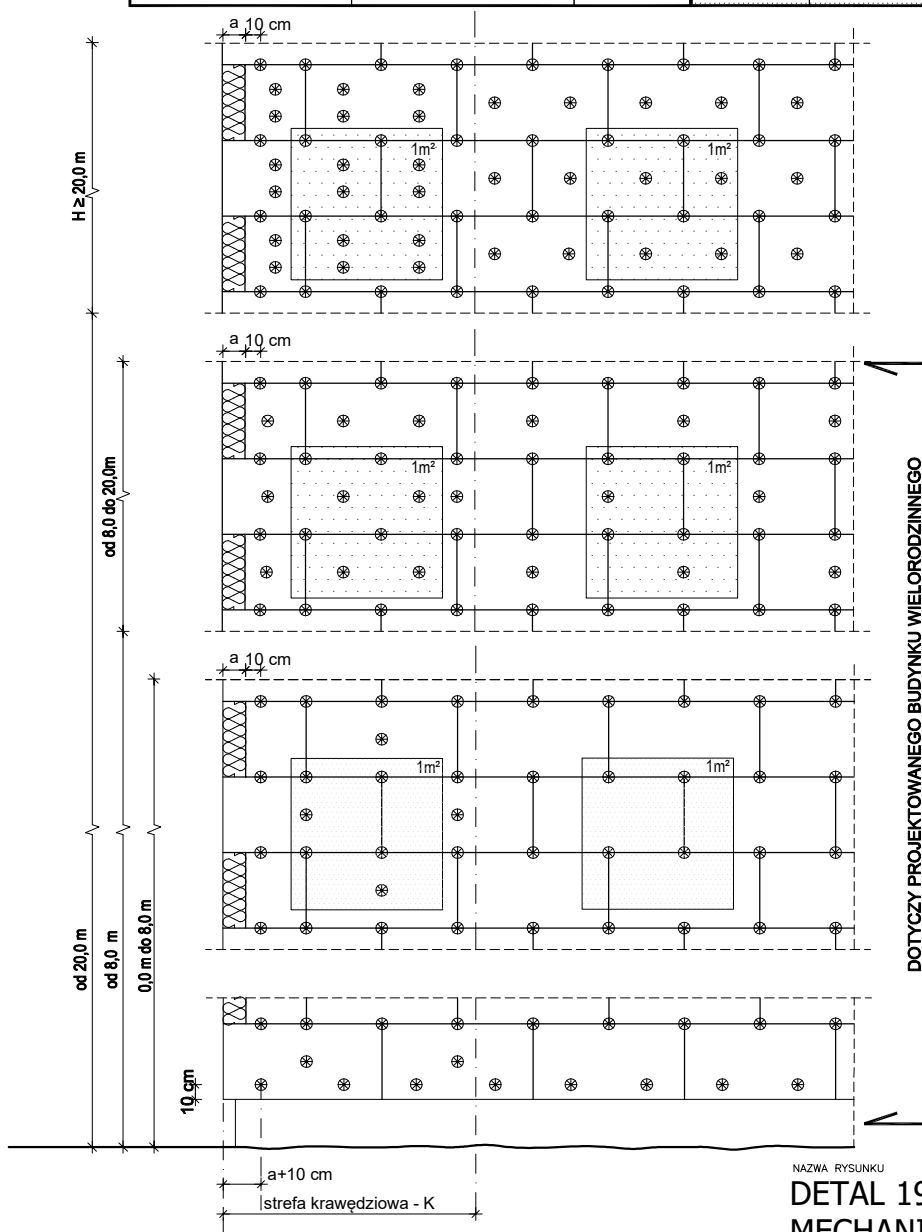 a 10 cm
1m²
1m²
H ≥ 20,0 m
a 10 cm
1m²
1m²
od 8,0 do 20,0m
DOTYCZY PROJEKTOWANEGO BUDYNKU WIELORODZINNEGO
a 10 cm
1m²
1m²
od 20,0 m
od 8,0 m
0,0 m do 8,0 m
10 cm
a+10 cm
strefa krawędziowa - K
NAZWA RYSUNKU
DETAL 19
MECHANI